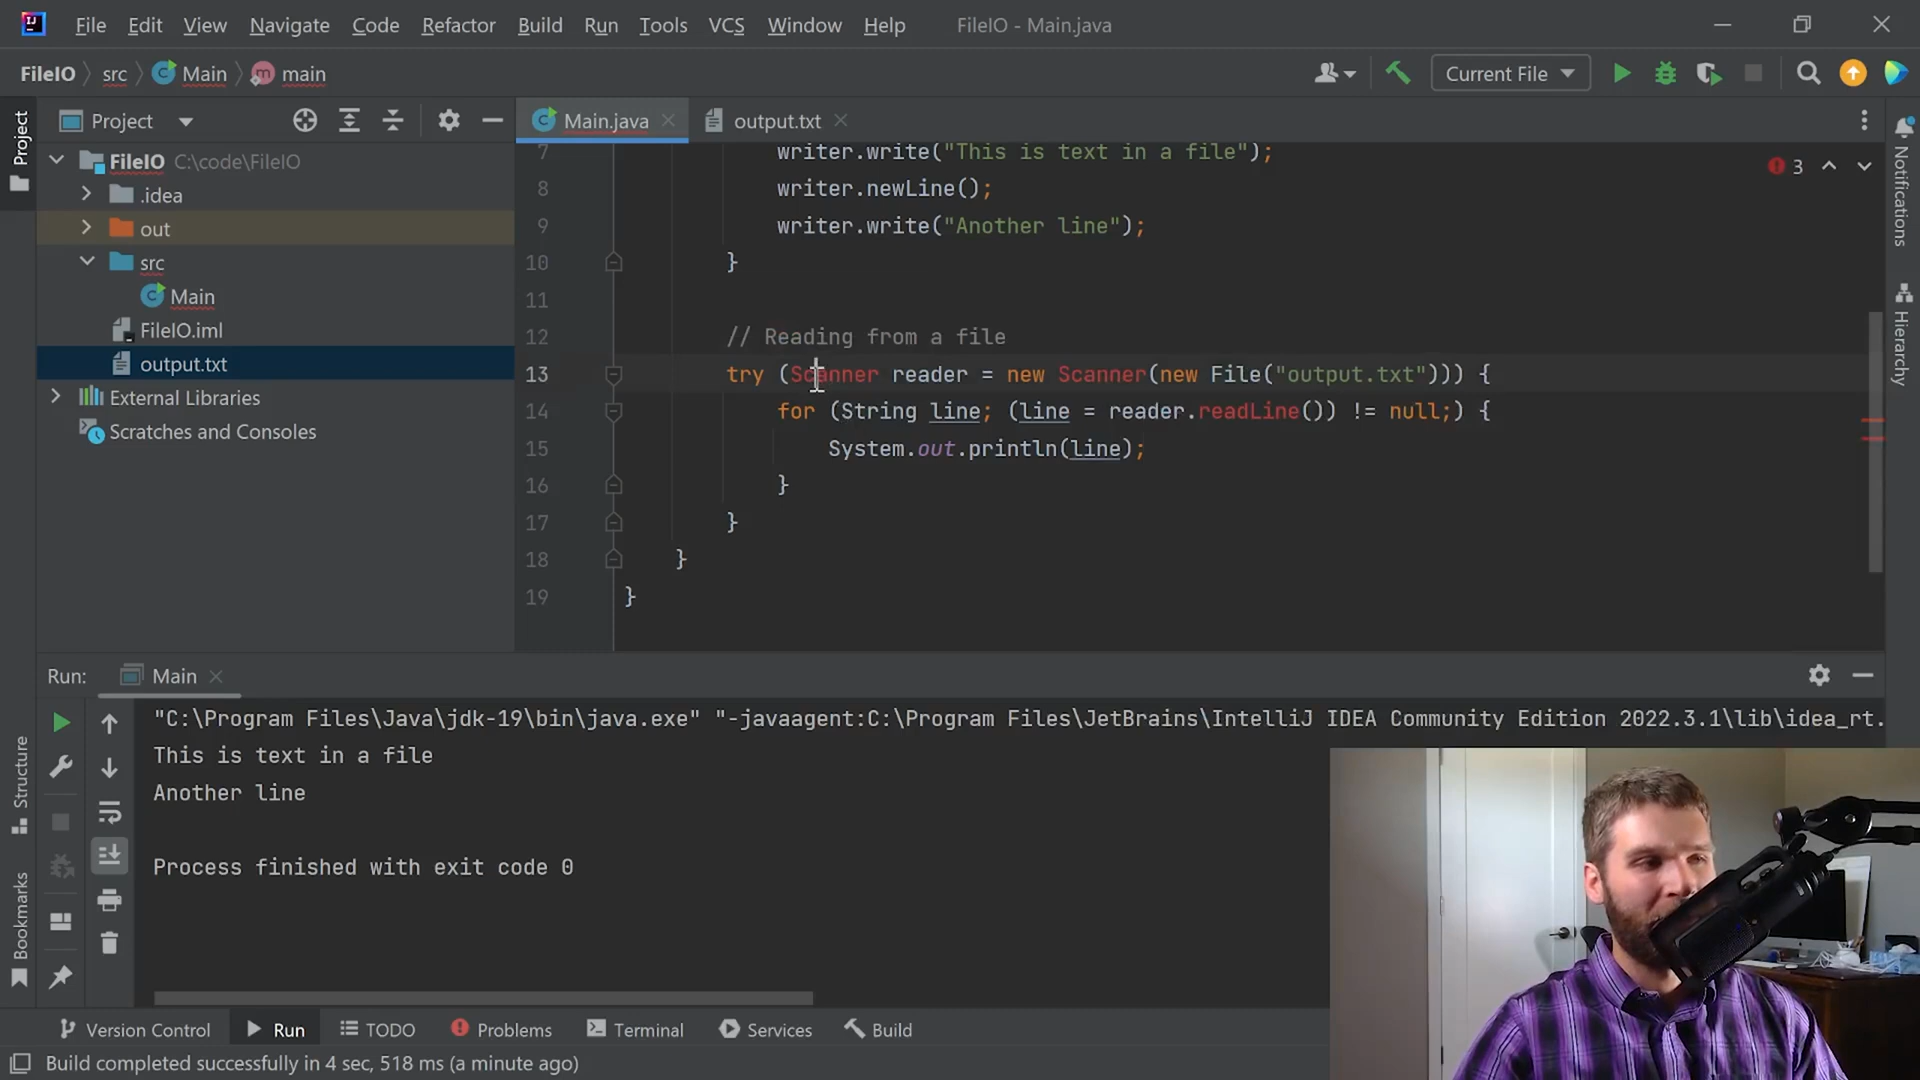 File Edit View Navigate Code Refactor Build Run Tools VCS Window Help FileIO - Main.java
FileIO src Main main Current File
Project
Project
Main.java
output.txt
FileIO C:\code\FileIO
.idea
out
src
Main
FileIO.iml
output.txt
External Libraries
Scratches and Consoles
3
7 writer.write("This is text in a file");
8 writer.newLine();
9 writer.write("Another line");
10 }
11
12 // Reading from a file
13 try (Scanner reader = new Scanner(new File("output.txt"))) {
14 for (String line; (line = reader.readLine()) != null;) {
15 System.out.println(line);
16 }
17 }
18 }
19 }
Notifications
Hierarchy
Run: Main
"C:\Program Files\Java\jdk-19\bin\java.exe" "-javaagent:C:\Program Files\JetBrains\IntelliJ IDEA Community Edition 2022.3.1\lib\idea_rt.
This is text in a file
Another line
Process finished with exit code 0
Structure
Bookmarks
Version Control Run TODO Problems Terminal Services Build
Build completed successfully in 4 sec, 518 ms (a minute ago)